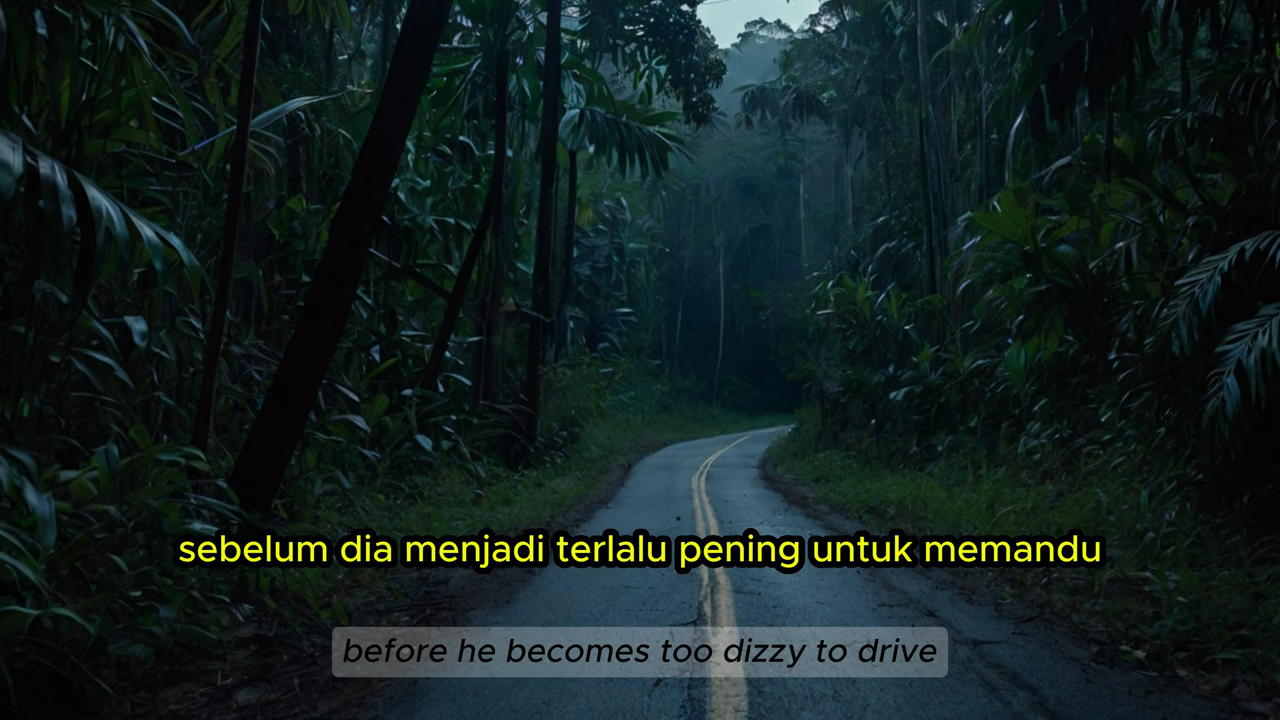 sebelum dia menjadi terlalu pening untuk memandu
before he becomes too dizzy to drive